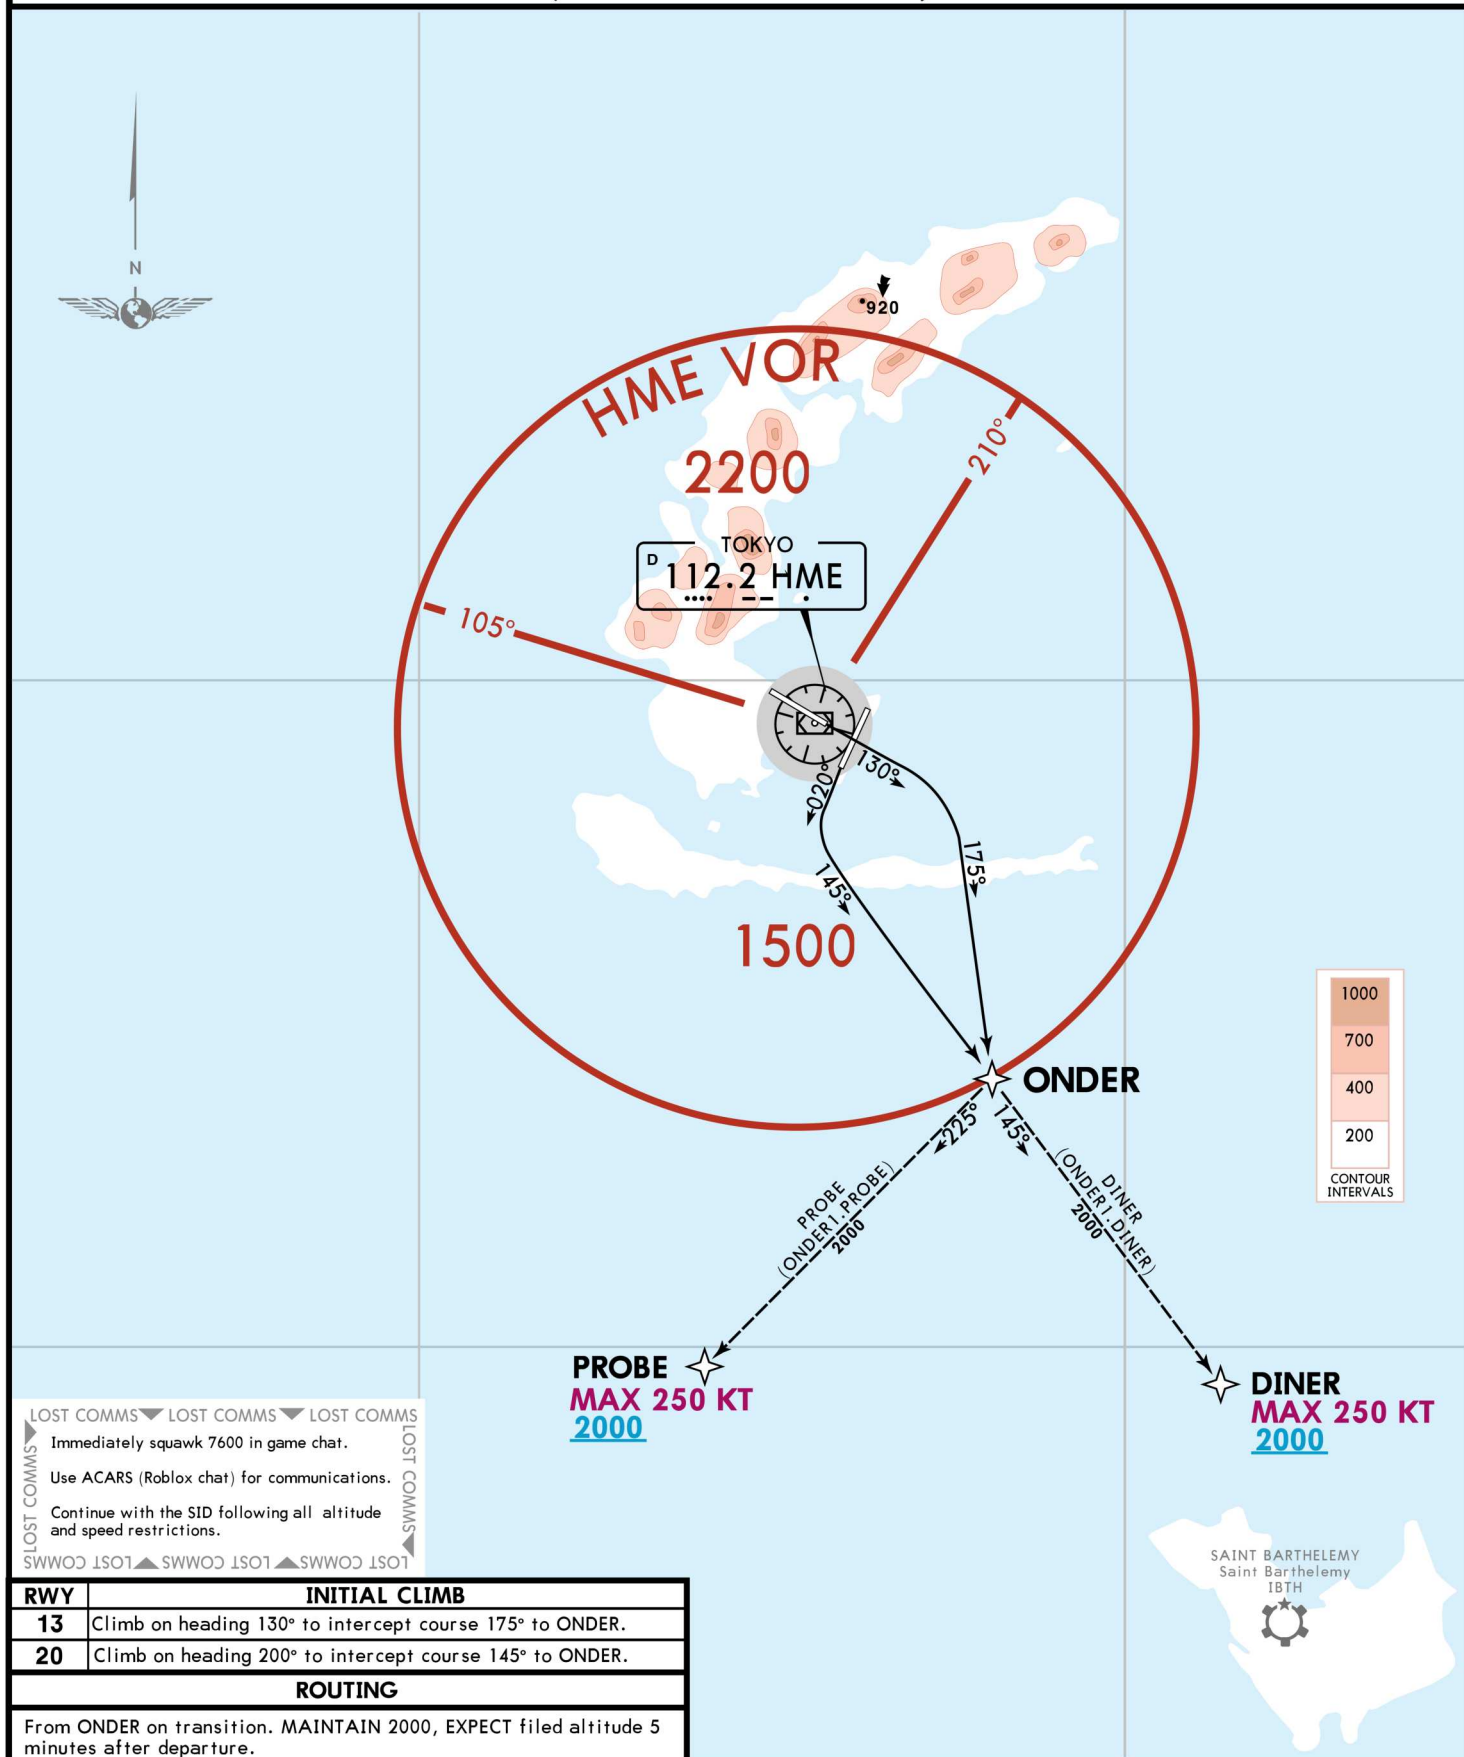 N
920
HME VOR
210°
2200
TOKYO
D 112.2 HME
105°
130°
020°
175°
145°
1500
1000
700
400
200
CONTOUR
INTERVALS
ONDER
225°
145°
PROBE
(ONDER1.PROBE)
2000
DINER
(ONDER1.DINER)
2000
PROBE
MAX 250 KT
2000
DINER
MAX 250 KT
2000
LOST COMMS LOST COMMS LOST COMMS
LOST COMMS
LOST COMMS
Immediately squawk 7600 in game chat.
Use ACARS (Roblox chat) for communications.
Continue with the SID following all altitude
and speed restrictions.
LOST COMMS LOST COMMS LOST COMMS
SAINT BARTHELEMY
Saint Barthelemy
IBTH
RWY INITIAL CLIMB
13 Climb on heading 130° to intercept course 175° to ONDER.
20 Climb on heading 200° to intercept course 145° to ONDER.
ROUTING
From ONDER on transition. MAINTAIN 2000, EXPECT filed altitude 5
minutes after departure.